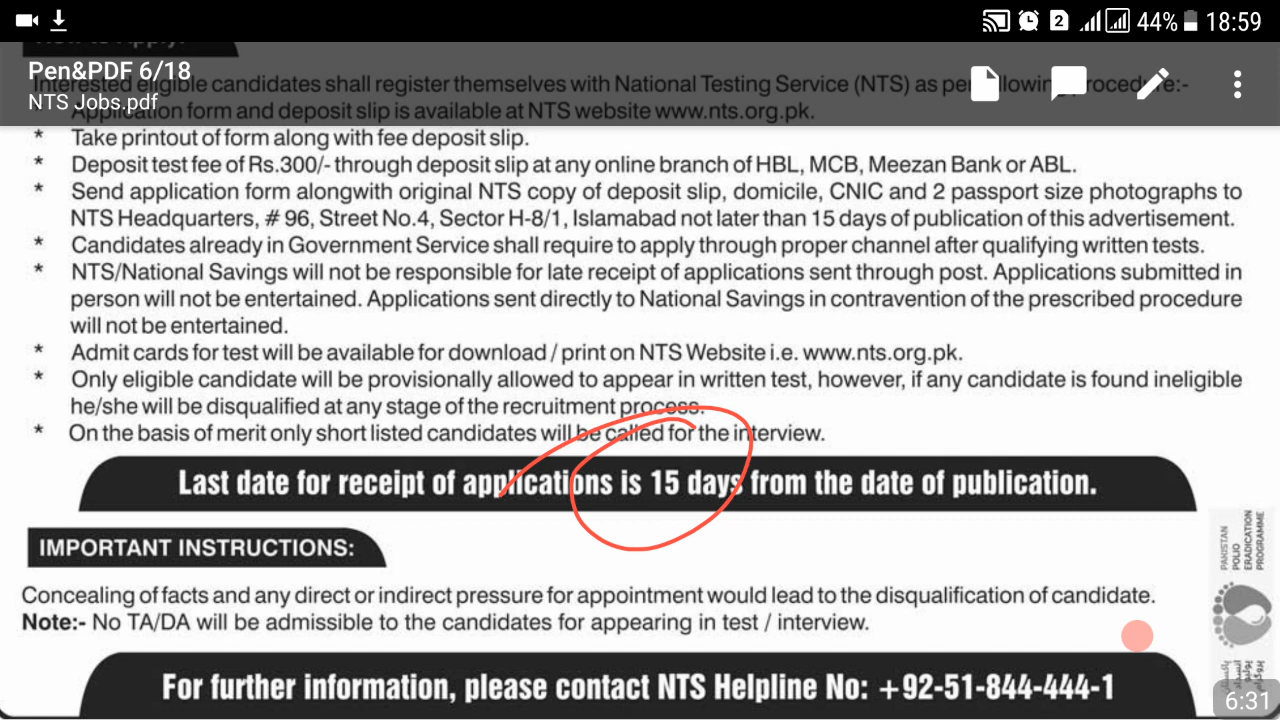 44% 18:59
How to Apply:
Pen&PDF 6/18
NTS Jobs.pdf
Interested eligible candidates shall register themselves with National Testing Service (NTS) as per following procedure:-
Application form and deposit slip is available at NTS website www.nts.org.pk.
* Take printout of form along with fee deposit slip.
* Deposit test fee of Rs.300/- through deposit slip at any online branch of HBL, MCB, Meezan Bank or ABL.
* Send application form alongwith original NTS copy of deposit slip, domicile, CNIC and 2 passport size photographs to
NTS Headquarters, # 96, Street No.4, Sector H-8/1, Islamabad not later than 15 days of publication of this advertisement.
* Candidates already in Government Service shall require to apply through proper channel after qualifying written tests.
* NTS/National Savings will not be responsible for late receipt of applications sent through post. Applications submitted in
person will not be entertained. Applications sent directly to National Savings in contravention of the prescribed procedure
will not be entertained.
* Admit cards for test will be available for download / print on NTS Website i.e. www.nts.org.pk.
* Only eligible candidate will be provisionally allowed to appear in written test, however, if any candidate is found ineligible
he/she will be disqualified at any stage of the recruitment process.
* On the basis of merit only short listed candidates will be called for the interview.
Last date for receipt of applications is 15 days from the date of publication.
IMPORTANT INSTRUCTIONS:
Concealing of facts and any direct or indirect pressure for appointment would lead to the disqualification of candidate.
Note:- No TA/DA will be admissible to the candidates for appearing in test / interview.
For further information, please contact NTS Helpline No: +92-51-844-444-1
PAKISTAN
POLIO
ERADICATION
PROGRAMME
6:31